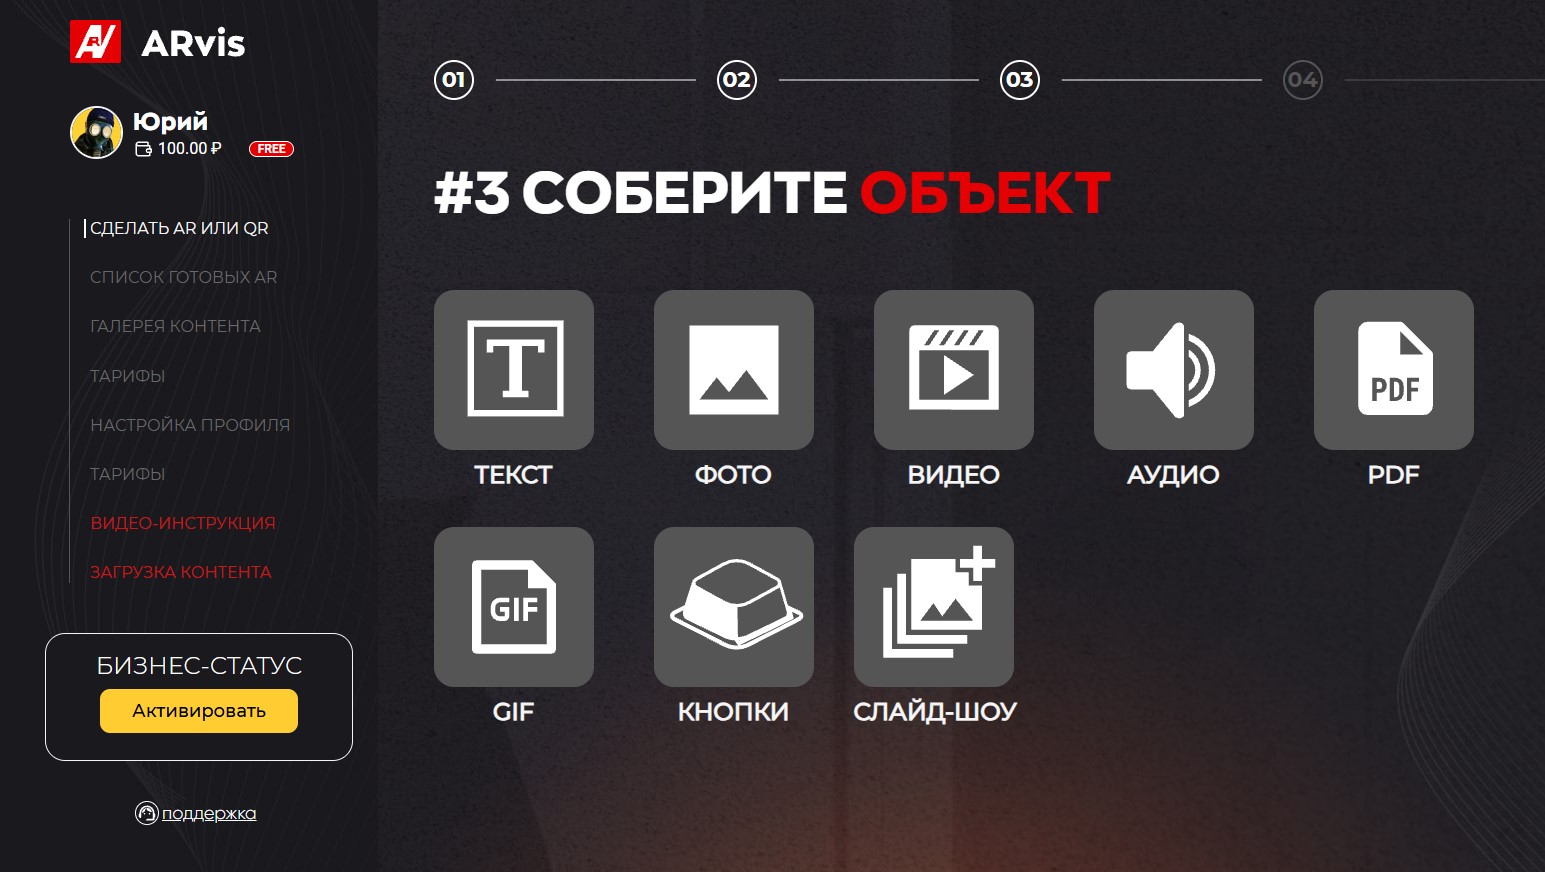 ARvis
Юрий
100.00 ₽ FREE
СДЕЛАТЬ AR ИЛИ QR
СПИСОК ГОТОВЫХ AR
ГАЛЕРЕЯ КОНТЕНТА
ТАРИФЫ
НАСТРОЙКА ПРОФИЛЯ
ТАРИФЫ
ВИДЕО-ИНСТРУКЦИЯ
ЗАГРУЗКА КОНТЕНТА
БИЗНЕС-СТАТУС
Активировать
поддержка
01 02 03 04
#3 СОБЕРИТЕ ОБЪЕКТ
T
PDF
ТЕКСТ ФОТО ВИДЕО АУДИО PDF
GIF
GIF КНОПКИ СЛАЙД-ШОУ